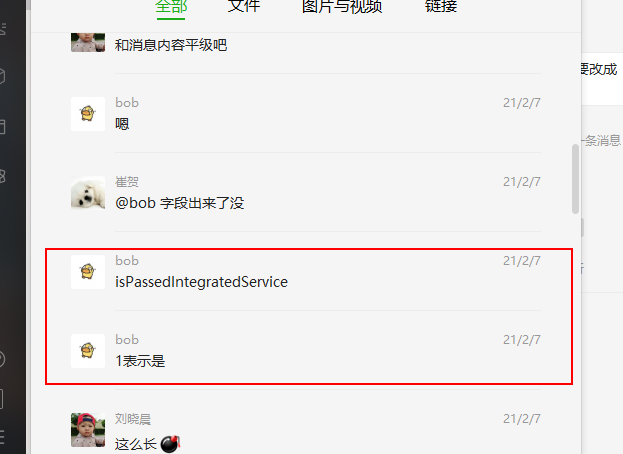 全部 文件 图片与视频 链接
和消息内容平级吧
bob 21/2/7
嗯
崔贺 21/2/7
@bob 字段出来了没
bob 21/2/7
isPassedIntegratedService
bob 21/2/7
1表示是
刘晓晨 21/2/7
这么长
要改成
条消息